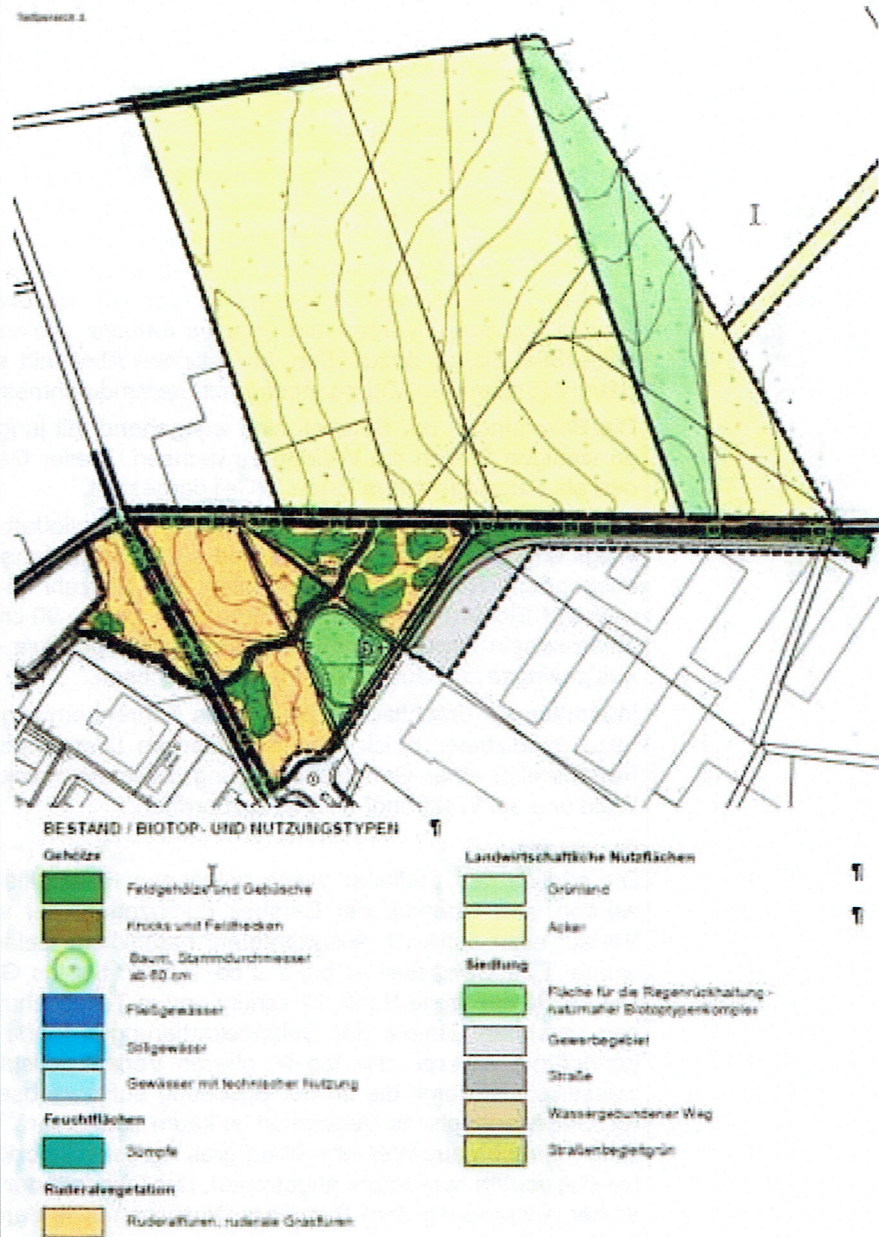 Teilbereich 2
BESTAND / BIOTOP- UND NUTZUNGSTYPEN ¶
Gehölze
Feldgehölze und Gebüsche
Knicks und Feldhecken
Baum, Stammdurchmesser
ab 60 cm
Fließgewässer
Stillgewässer
Gewässer mit technischer Nutzung
Feuchtflächen
Sümpfe
Ruderalvegetation
Ruderalfluren, ruderale Grasfluren
Landwirtschaftliche Nutzflächen ¶
Grünland
¶
Acker
Siedlung
Fläche für die Regenrückhaltung -
naturnaher Biotoptypenkomplex
Gewerbegebiet
Straße
Wassergebundener Weg
Straßenbegleitgrün